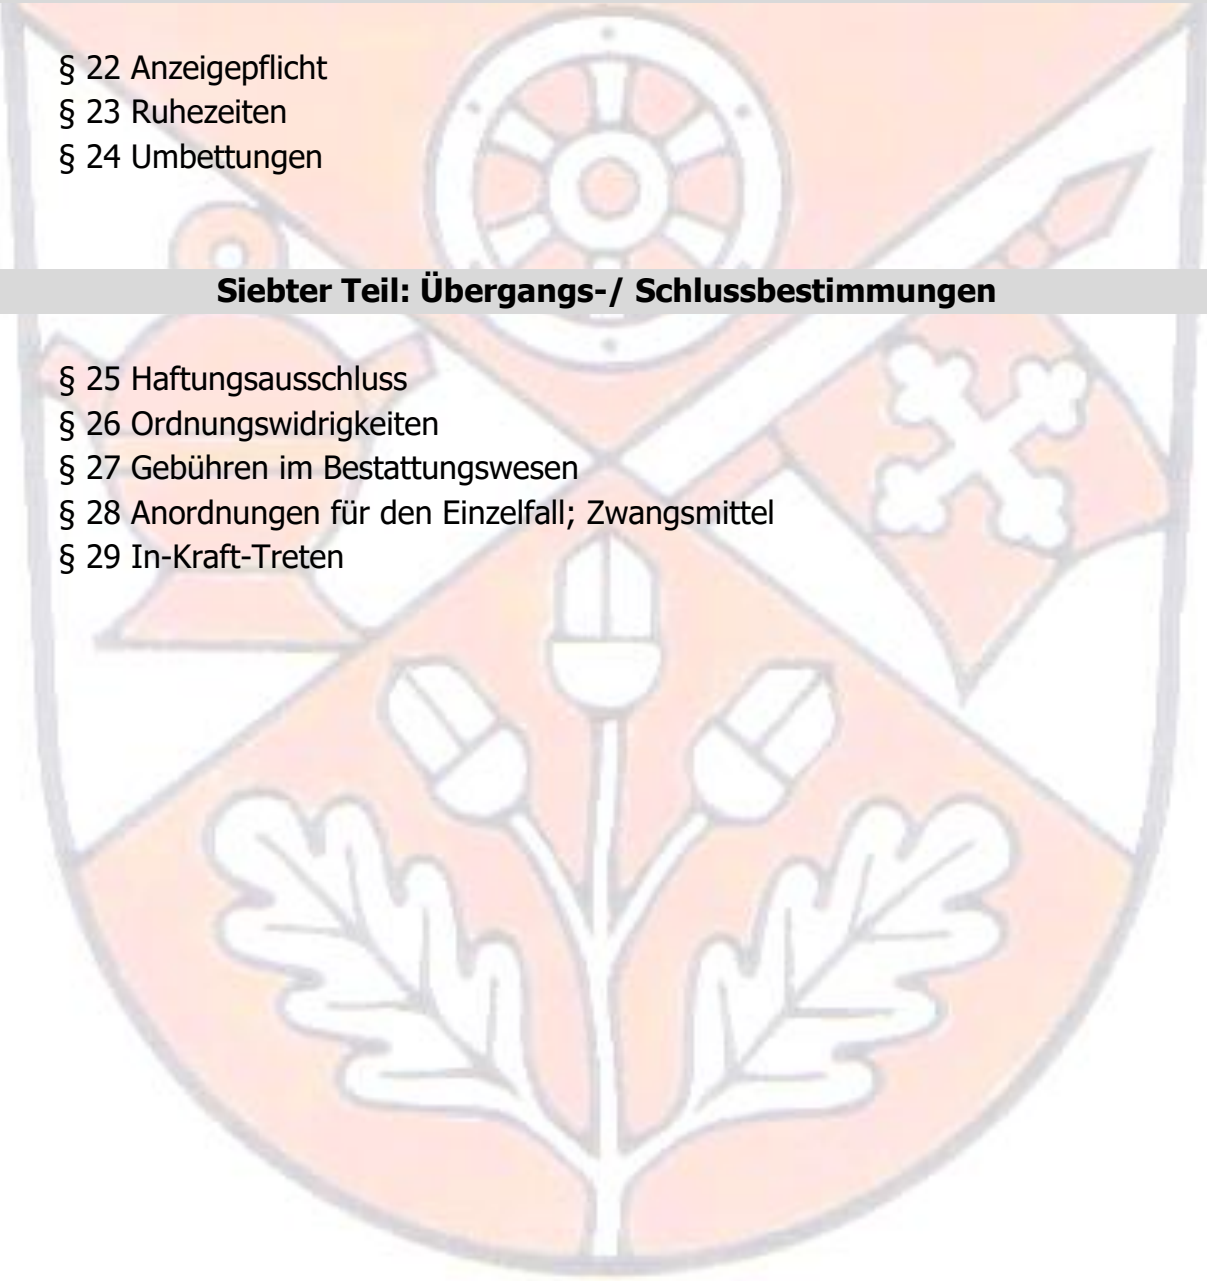 § 22 Anzeigepflicht
§ 23 Ruhezeiten
§ 24 Umbettungen
Siebter Teil: Übergangs-/ Schlussbestimmungen
§ 25 Haftungsausschluss
§ 26 Ordnungswidrigkeiten
§ 27 Gebühren im Bestattungswesen
§ 28 Anordnungen für den Einzelfall; Zwangsmittel
§ 29 In-Kraft-Treten